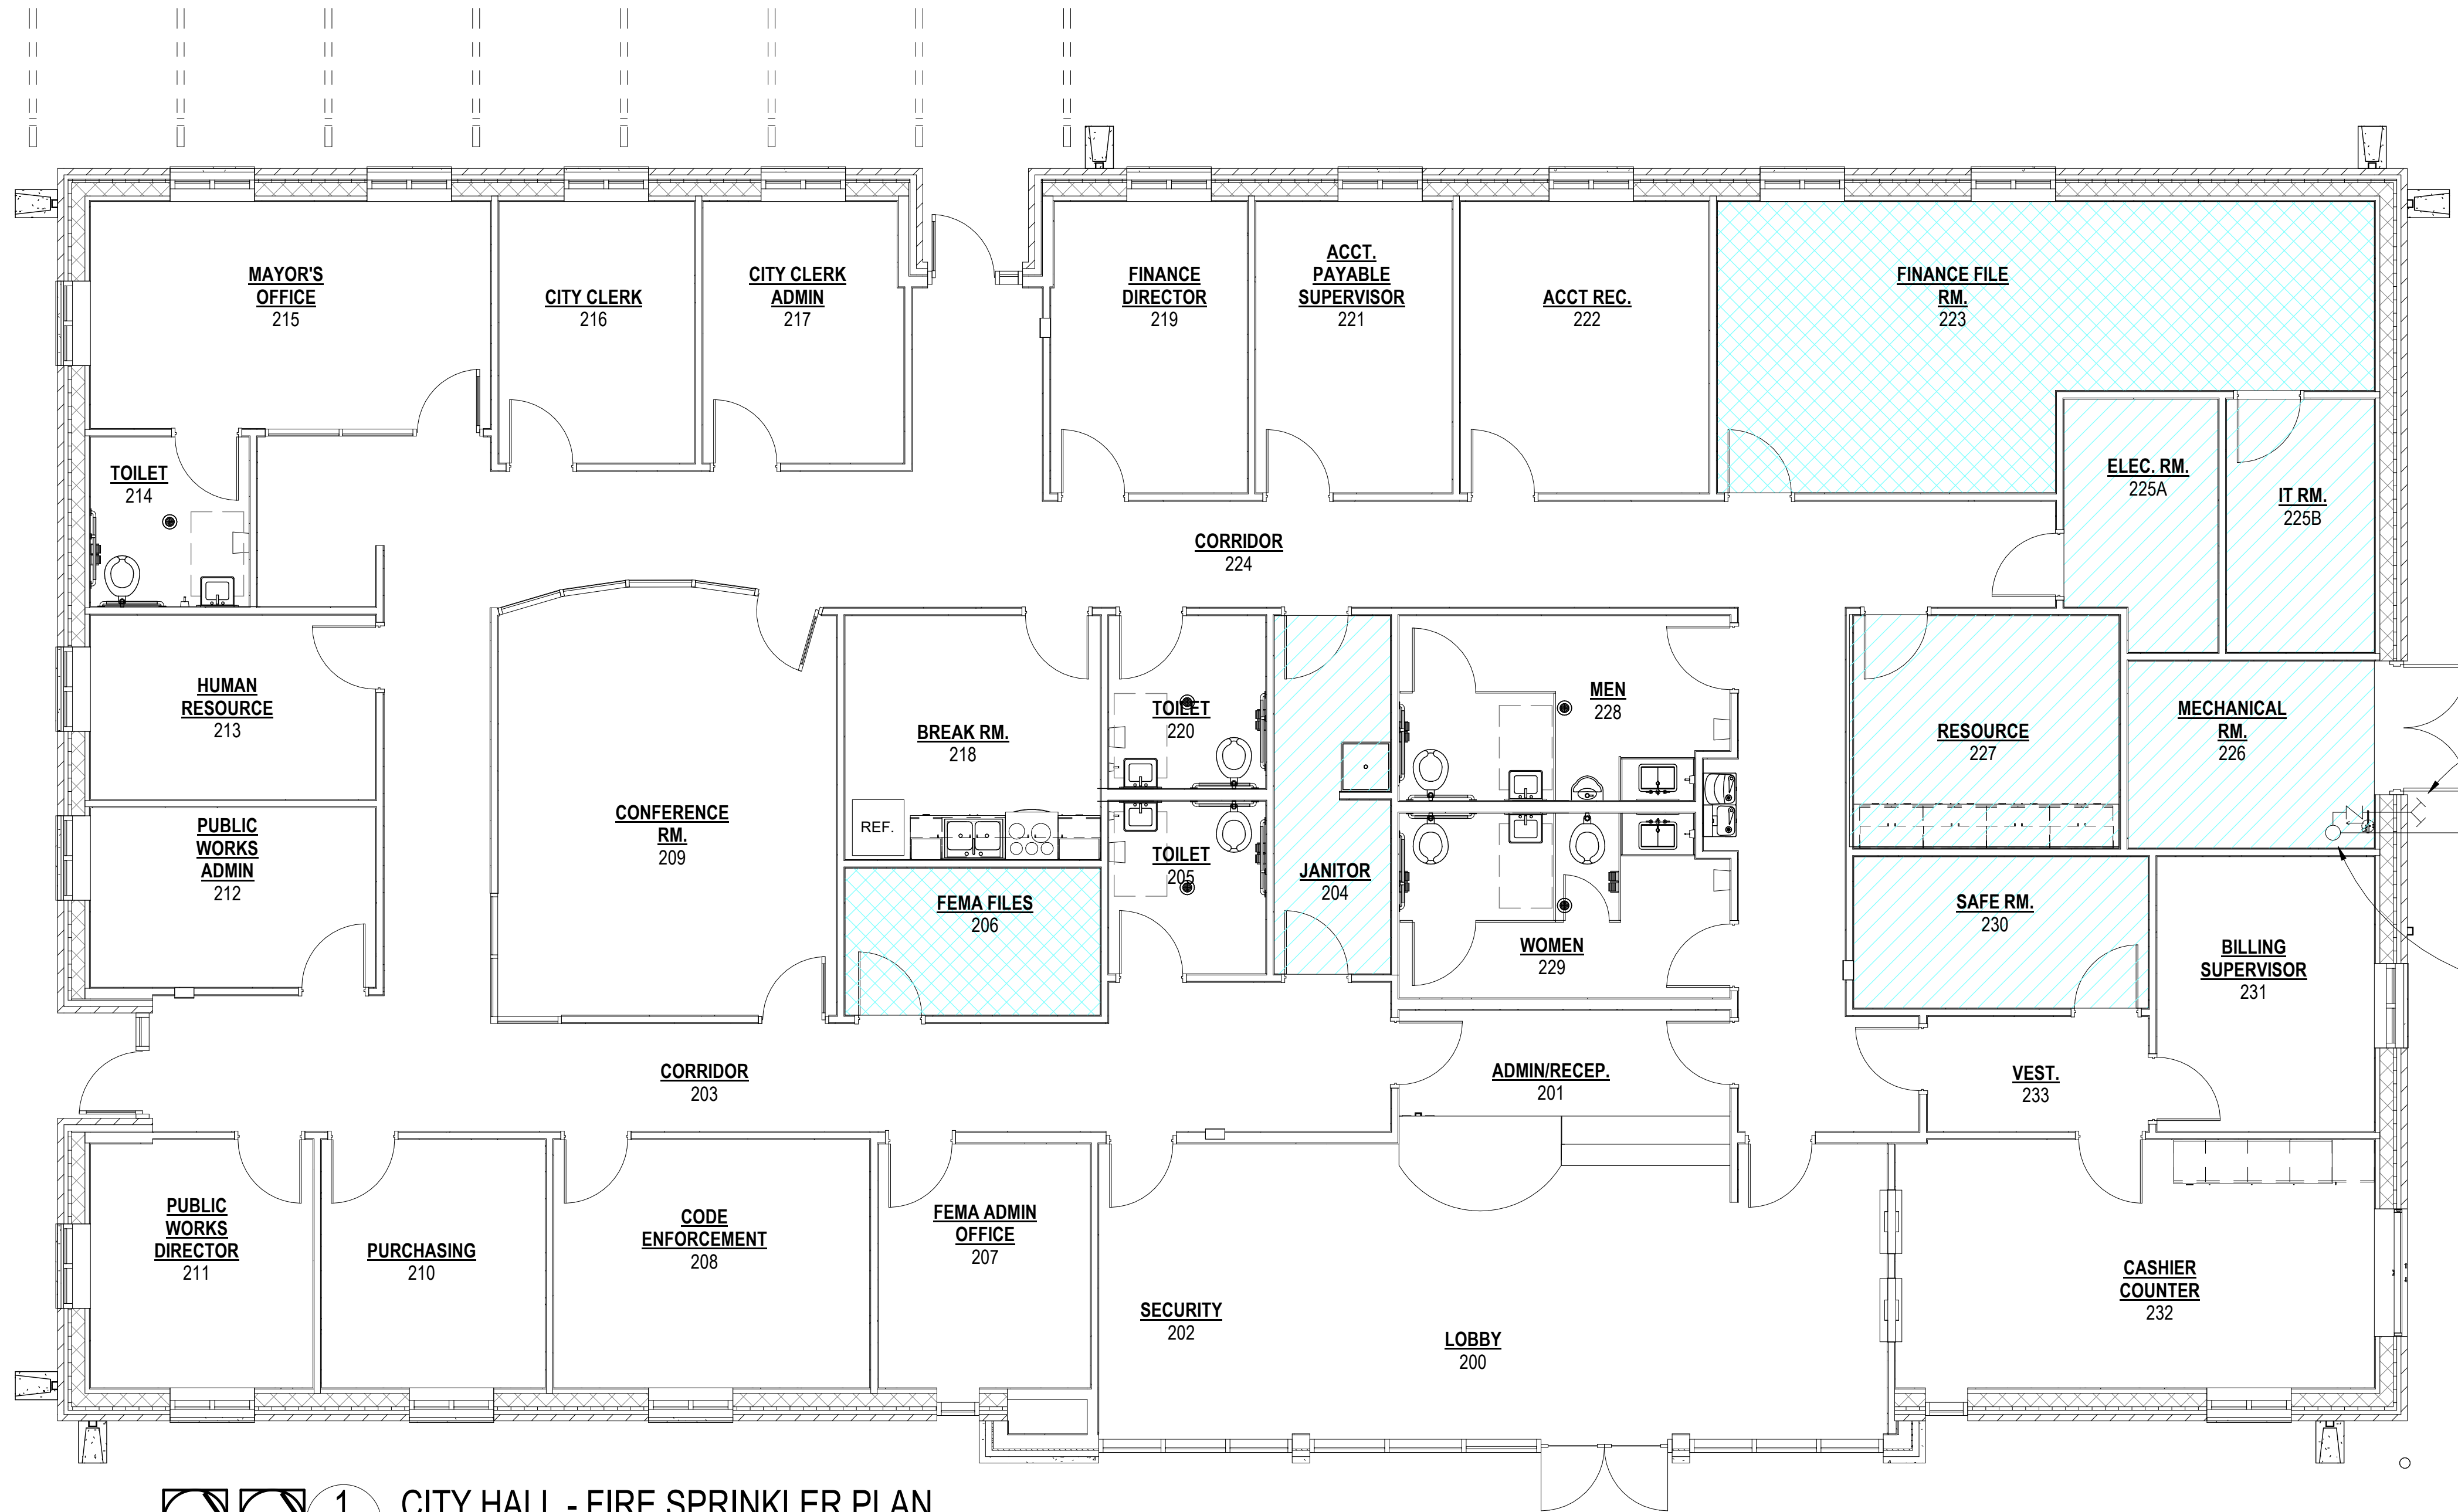 MAYOR'S
OFFICE
215
CITY CLERK
216
CITY CLERK
ADMIN
217
FINANCE
DIRECTOR
219
ACCT.
PAYABLE
SUPERVISOR
221
ACCT REC.
222
FINANCE FILE
RM.
223
TOILET
214
ELEC. RM.
225A
IT RM.
225B
CORRIDOR
224
HUMAN
RESOURCE
213
BREAK RM.
218
TOILET
220
MEN
228
RESOURCE
227
MECHANICAL
RM.
226
PUBLIC
WORKS
ADMIN
212
CONFERENCE
RM.
209
REF.
TOILET
205
JANITOR
204
FEMA FILES
206
WOMEN
229
SAFE RM.
230
BILLING
SUPERVISOR
231
CORRIDOR
203
ADMIN/RECEP.
201
VEST.
233
PUBLIC
WORKS
DIRECTOR
211
PURCHASING
210
CODE
ENFORCEMENT
208
FEMA ADMIN
OFFICE
207
SECURITY
202
LOBBY
200
CASHIER
COUNTER
232
1
CITY HALL - FIRE SPRINKLER PLAN